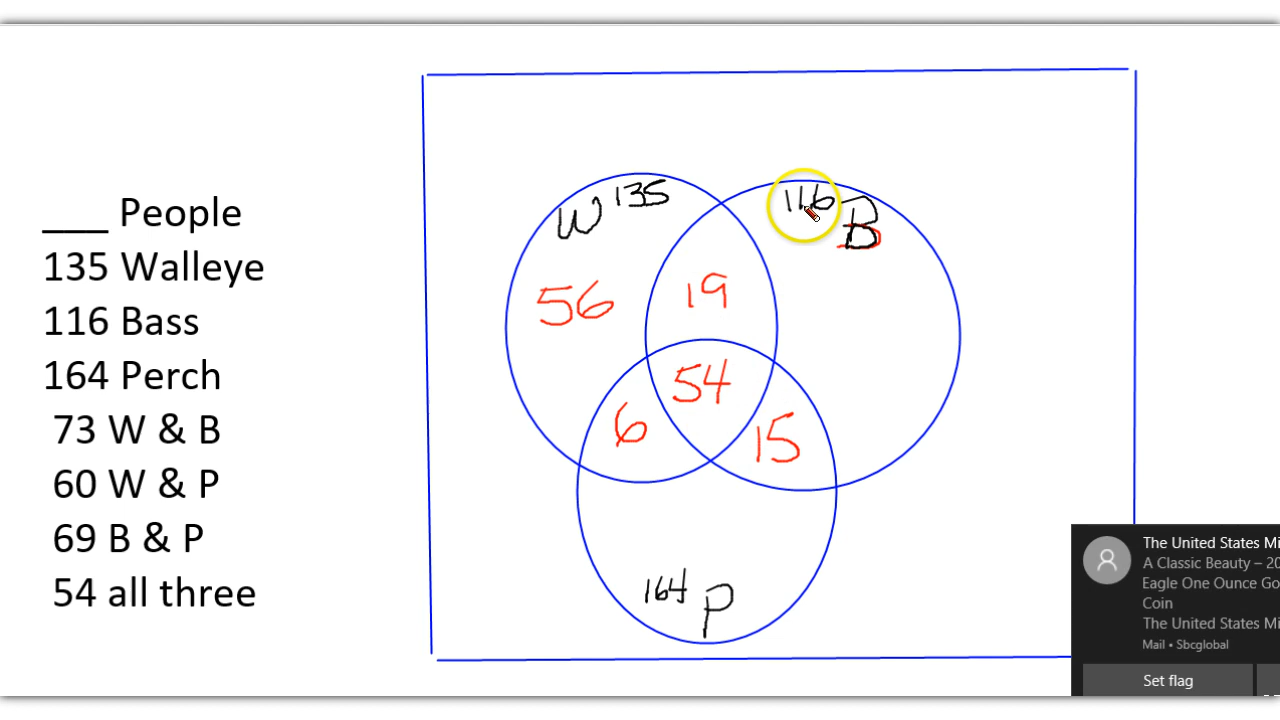 ___ People
135 Walleye
116 Bass
164 Perch
73 W & B
60 W & P
69 B & P
54 all three
W 135
116 B
56
19
54
6
15
164 P
The United States Mi
A Classic Beauty – 20
Eagle One Ounce Go
Coin
The United States Mi
Mail • Sbcglobal
Set flag